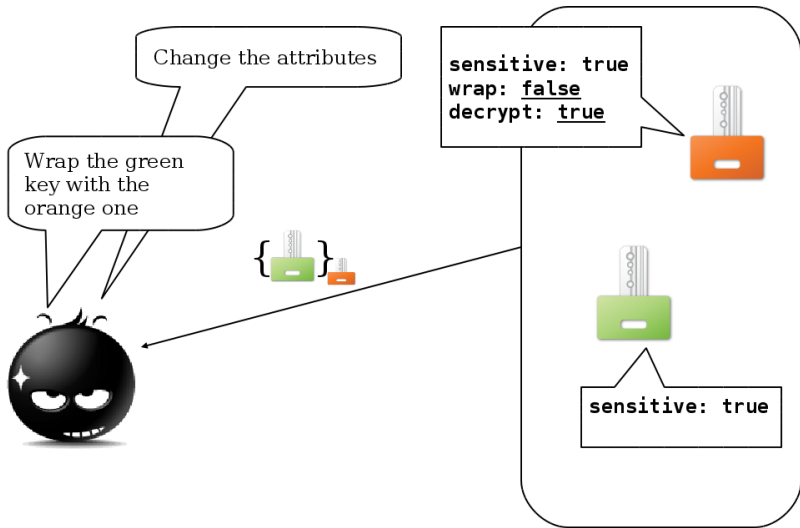 Change the attributes
Wrap the green
key with the
orange one
sensitive: true
wrap: false
decrypt: true
{ }
sensitive: true